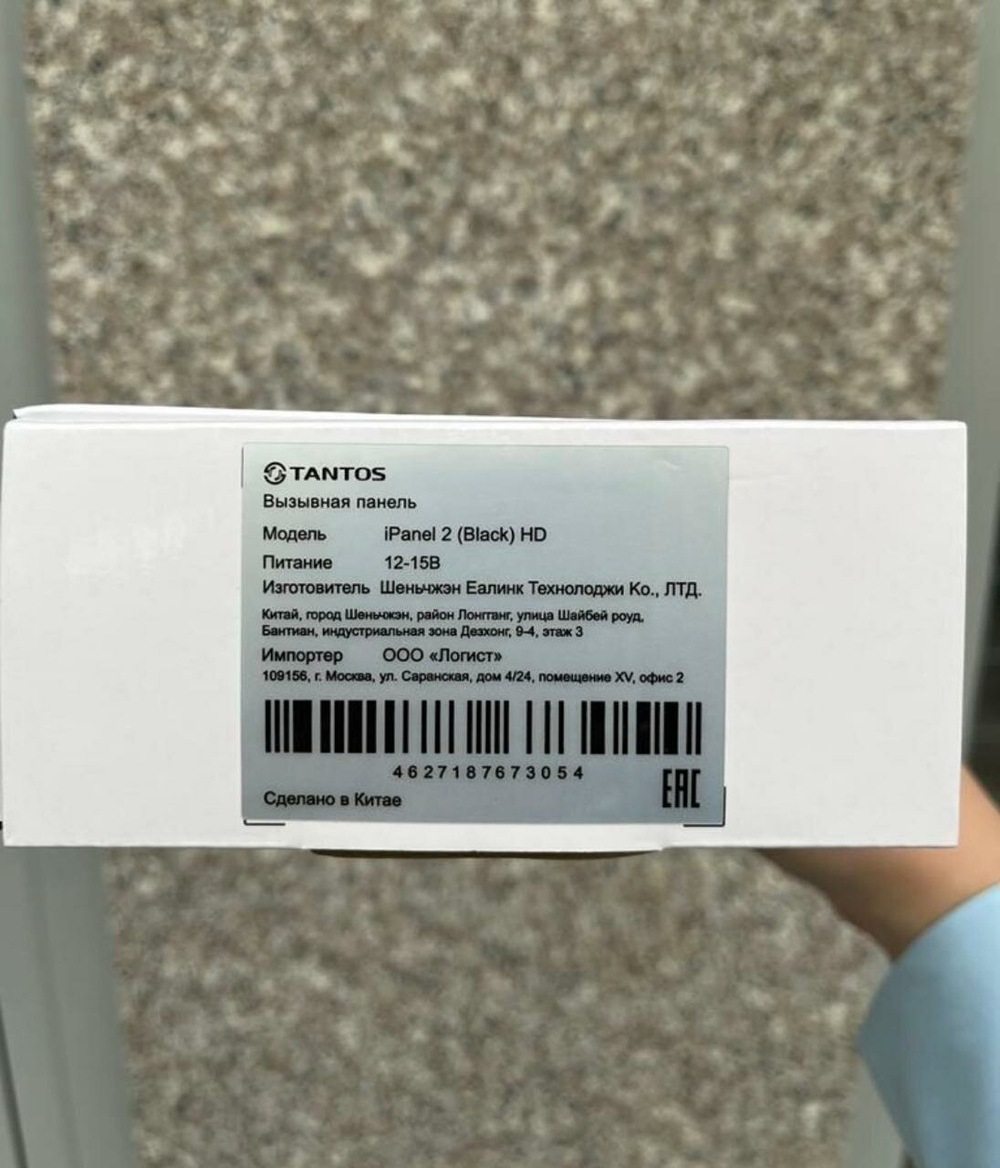 TANTOS
Вызывная панель
Модель iPanel 2 (Black) HD
Питание 12-15В
Изготовитель Шеньчжэн Еалинк Технолоджи Ко., ЛТД.
Китай, город Шеньчжэн, район Лонгганг, улица Шайбей роуд,
Бантиан, индустриальная зона Дезхонг, 9-4, этаж 3
Импортер ООО «Логист»
109156, г. Москва, ул. Саранская, дом 4/24, помещение XV, офис 2
4627187673054
Сделано в Китае EAC